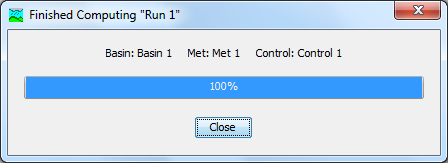 Finished Computing "Run 1"
Basin: Basin 1 Met: Met 1 Control: Control 1
100%
Close